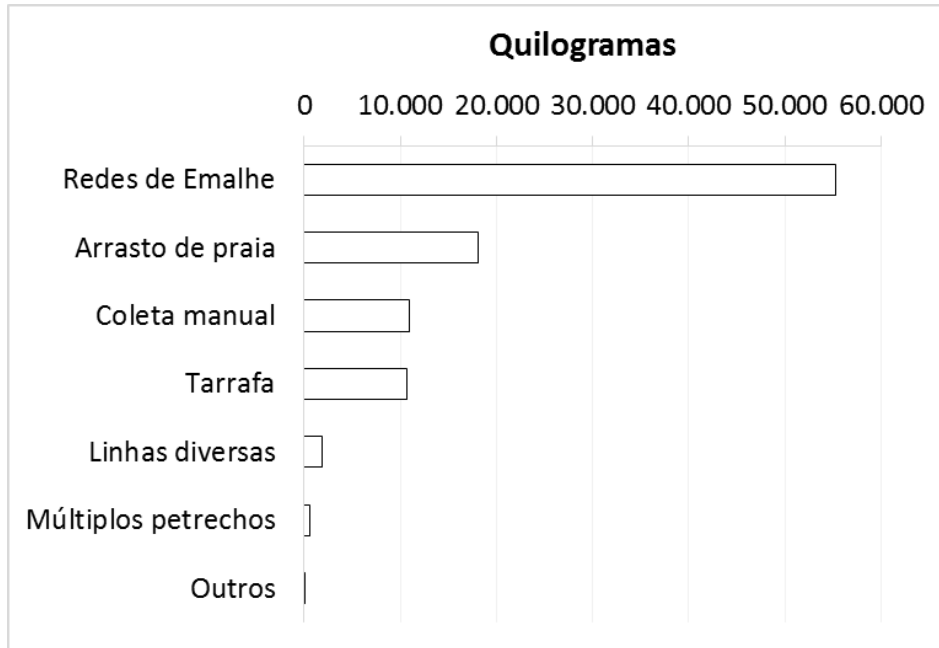 Quilogramas
0 10.000 20.000 30.000 40.000 50.000 60.000
Redes de Emalhe
Arrasto de praia
Coleta manual
Tarrafa
Linhas diversas
Múltiplos petrechos
Outros